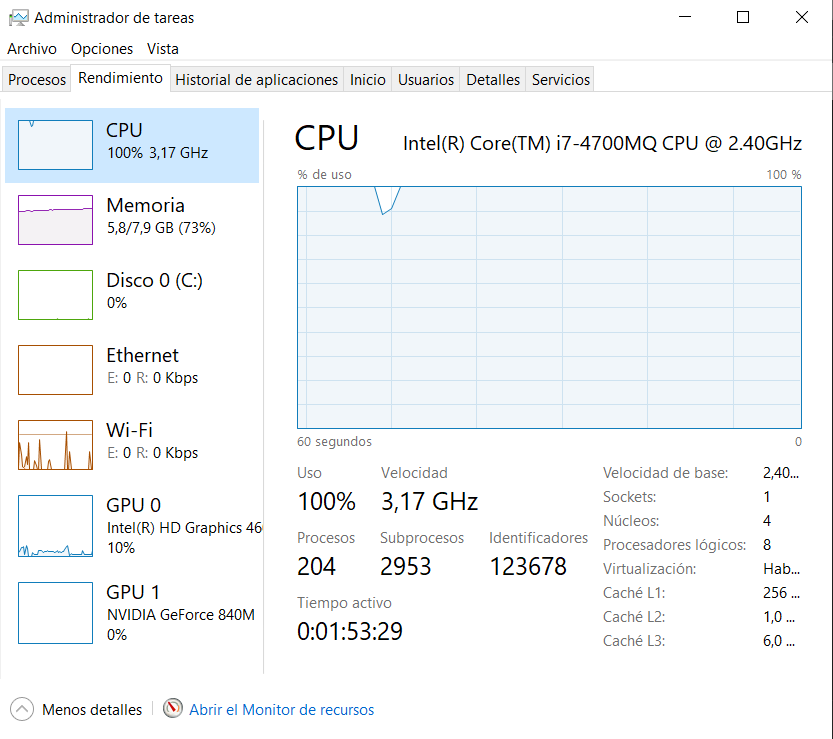 Administrador de tareas
Archivo Opciones Vista
Procesos Rendimiento Historial de aplicaciones Inicio Usuarios Detalles Servicios
CPU
100% 3,17 GHz
Memoria
5,8/7,9 GB (73%)
Disco 0 (C:)
0%
Ethernet
E: 0 R: 0 Kbps
Wi-Fi
E: 0 R: 0 Kbps
GPU 0
Intel(R) HD Graphics 46
10%
GPU 1
NVIDIA GeForce 840M
0%
CPU Intel(R) Core(TM) i7-4700MQ CPU @ 2.40GHz
% de uso 100 %
60 segundos 0
Uso Velocidad
100% 3,17 GHz
Procesos Subprocesos Identificadores
204 2953 123678
Tiempo activo
0:01:53:29
Velocidad de base: 2,40...
Sockets: 1
Núcleos: 4
Procesadores lógicos: 8
Virtualización: Hab...
Caché L1: 256 ...
Caché L2: 1,0 ...
Caché L3: 6,0 ...
Menos detalles Abrir el Monitor de recursos